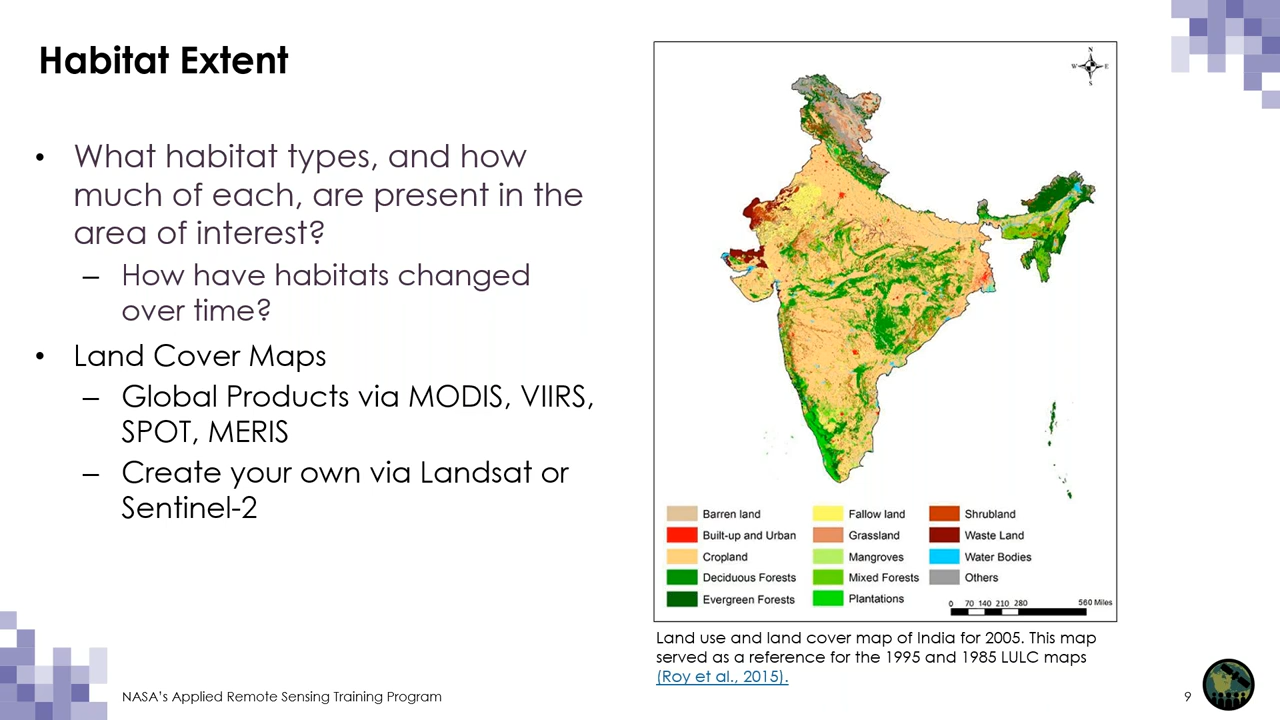 Habitat Extent
• What habitat types, and how
much of each, are present in the
area of interest?
– How have habitats changed
over time?
• Land Cover Maps
– Global Products via MODIS, VIIRS,
SPOT, MERIS
– Create your own via Landsat or
Sentinel-2
N
W E
S
Barren land
Built-up and Urban
Cropland
Deciduous Forests
Evergreen Forests
Fallow land
Grassland
Mangroves
Mixed Forests
Plantations
Shrubland
Waste Land
Water Bodies
Others
0 70 140 210 280 560 Miles
Land use and land cover map of India for 2005. This map
served as a reference for the 1995 and 1985 LULC maps
(Roy et al., 2015).
NASA's Applied Remote Sensing Training Program
9